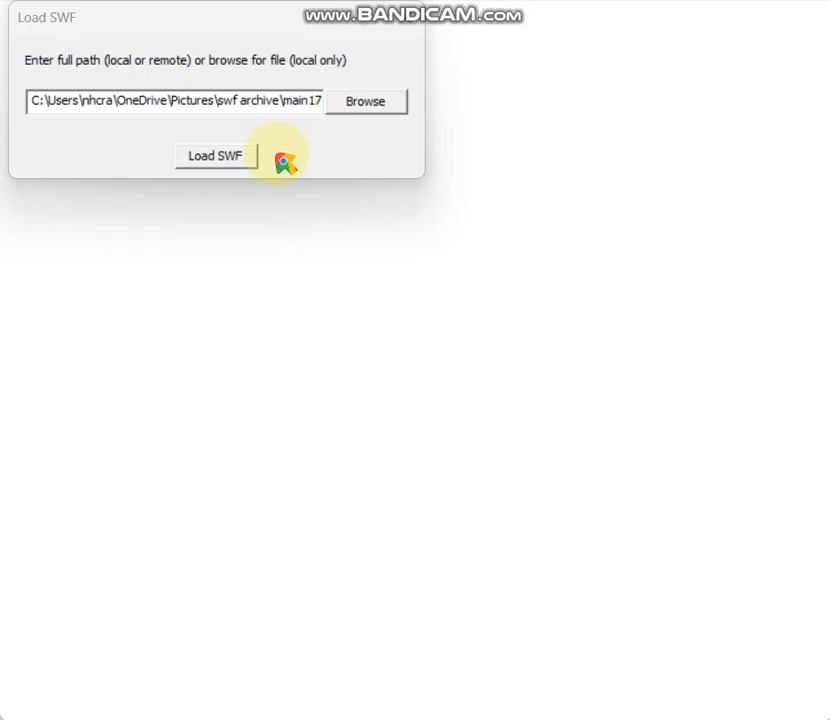 Load SWF
www.BANDICAM.com
Enter full path (local or remote) or browse for file (local only)
C:\Users\nhcra\OneDrive\Pictures\swf archive\main17
Browse
Load SWF